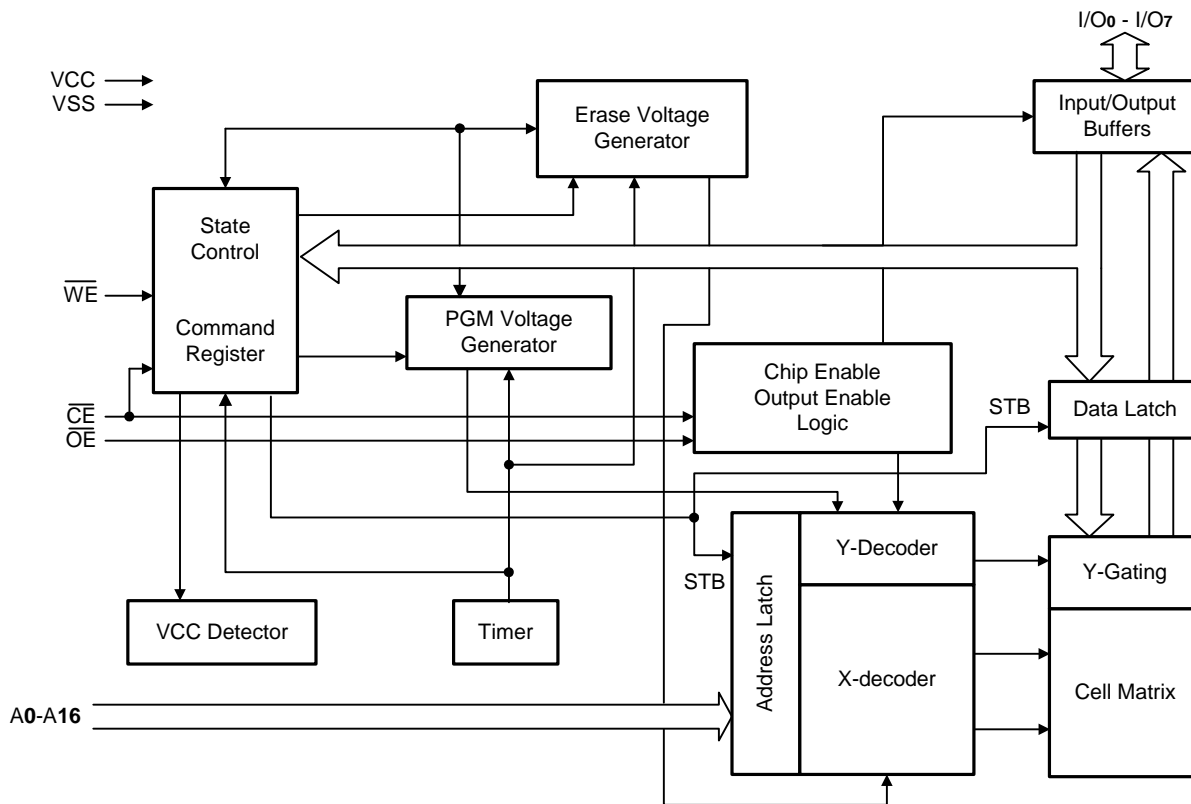 I/O0 - I/O7
VCC
VSS
Erase Voltage
Generator
Input/Output
Buffers
State
Control
Command
Register
WE
PGM Voltage
Generator
Chip Enable
Output Enable
Logic
CE
OE
STB
Data Latch
Y-Decoder
STB
Y-Gating
VCC Detector
Timer
Address Latch
X-decoder
Cell Matrix
A0-A16